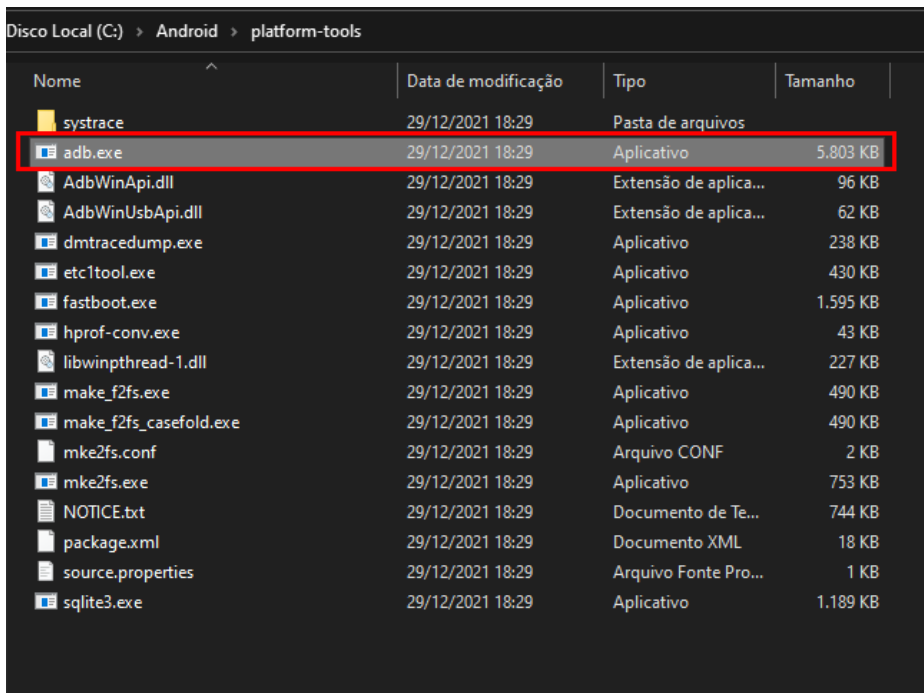 Disco Local (C:) > Android > platform-tools
Nome Data de modificação Tipo Tamanho
systrace 29/12/2021 18:29 Pasta de arquivos
adb.exe 29/12/2021 18:29 Aplicativo 5.803 KB
AdbWinApi.dll 29/12/2021 18:29 Extensão de aplica... 96 KB
AdbWinUsbApi.dll 29/12/2021 18:29 Extensão de aplica... 62 KB
dmtracedump.exe 29/12/2021 18:29 Aplicativo 238 KB
etc1tool.exe 29/12/2021 18:29 Aplicativo 430 KB
fastboot.exe 29/12/2021 18:29 Aplicativo 1.595 KB
hprof-conv.exe 29/12/2021 18:29 Aplicativo 43 KB
libwinpthread-1.dll 29/12/2021 18:29 Extensão de aplica... 227 KB
make_f2fs.exe 29/12/2021 18:29 Aplicativo 490 KB
make_f2fs_casefold.exe 29/12/2021 18:29 Aplicativo 490 KB
mke2fs.conf 29/12/2021 18:29 Arquivo CONF 2 KB
mke2fs.exe 29/12/2021 18:29 Aplicativo 753 KB
NOTICE.txt 29/12/2021 18:29 Documento de Te... 744 KB
package.xml 29/12/2021 18:29 Documento XML 18 KB
source.properties 29/12/2021 18:29 Arquivo Fonte Pro... 1 KB
sqlite3.exe 29/12/2021 18:29 Aplicativo 1.189 KB